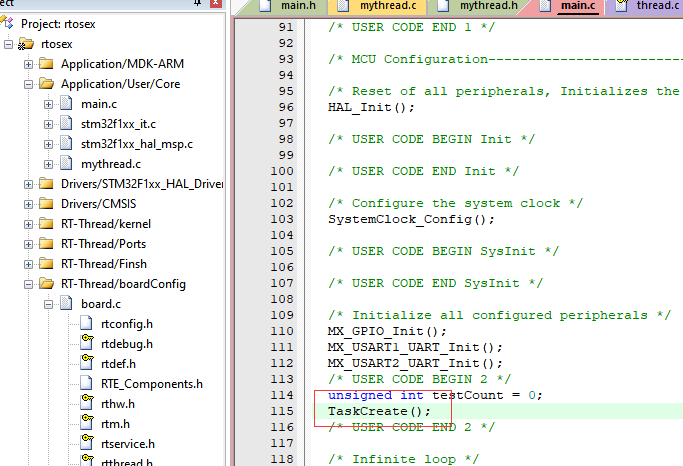 ect
Project: rtosex
rtosex
Application/MDK-ARM
Application/User/Core
main.c
stm32f1xx_it.c
stm32f1xx_hal_msp.c
mythread.c
Drivers/STM32F1xx_HAL_Driver
Drivers/CMSIS
RT-Thread/kernel
RT-Thread/Ports
RT-Thread/Finsh
RT-Thread/boardConfig
board.c
rtconfig.h
rtdebug.h
rtdef.h
RTE_Components.h
rthw.h
rtm.h
rtservice.h
rtthread.h
main.h mythread.c mythread.h main.c thread.c
91 /* USER CODE END 1 */
92
93 /* MCU Configuration--------------------------
94
95 /* Reset of all peripherals, Initializes the
96 HAL_Init();
97
98 /* USER CODE BEGIN Init */
99
100 /* USER CODE END Init */
101
102 /* Configure the system clock */
103 SystemClock_Config();
104
105 /* USER CODE BEGIN SysInit */
106
107 /* USER CODE END SysInit */
108
109 /* Initialize all configured peripherals */
110 MX_GPIO_Init();
111 MX_USART1_UART_Init();
112 MX_USART2_UART_Init();
113 /* USER CODE BEGIN 2 */
114 unsigned int testCount = 0;
115 TaskCreate();
116 /* USER CODE END 2 */
117
118 /* Infinite loop */